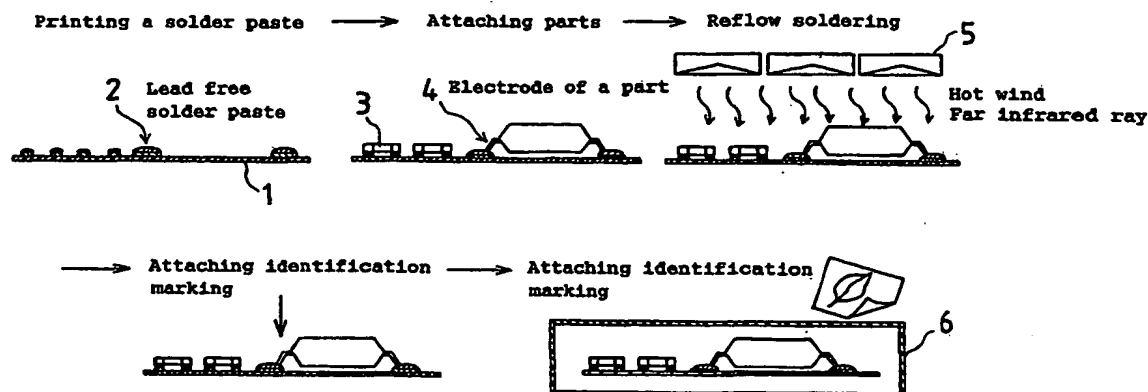 Printing a solder paste
Attaching parts
Reflow soldering
5
2
Lead free
solder paste
3
4
Electrode of a part
Hot wind
Far infrared ray
1
Attaching identification
marking
Attaching identification
marking
6